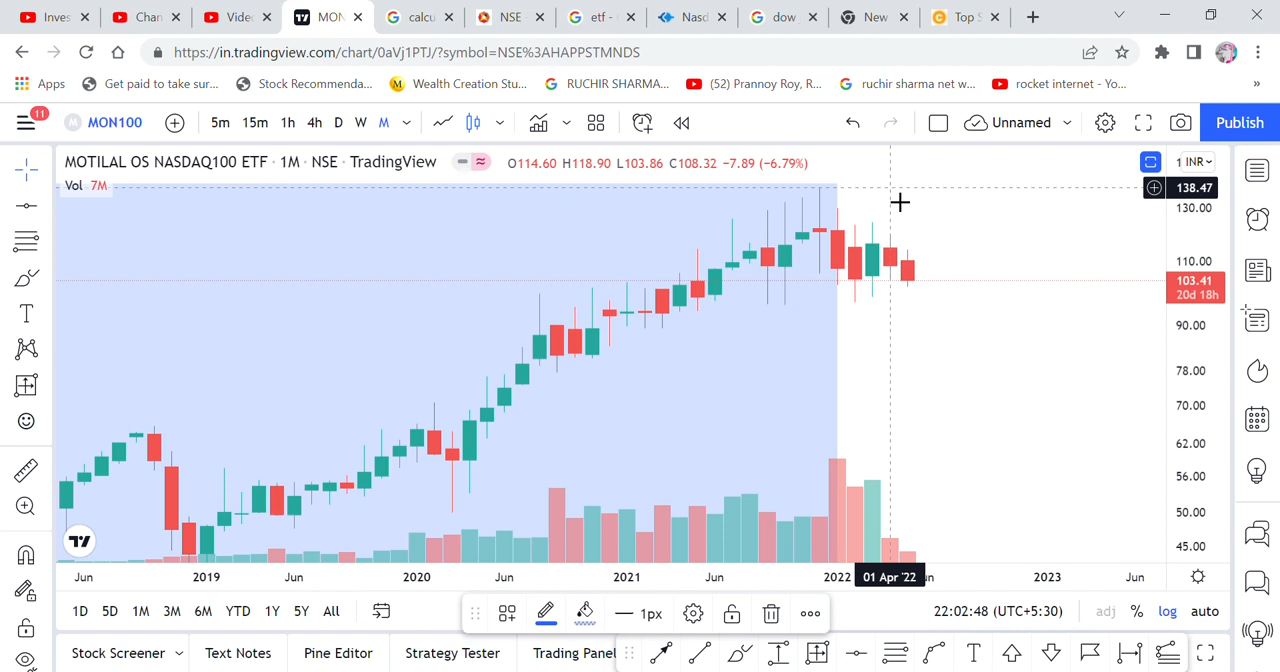 Inves
Chan
Video
MON
calcu
NSE -
etf -
Nasd
dow
New
Top S
https://in.tradingview.com/chart/0aVj1PTJ/?symbol=NSE%3AHAPPSTMNDS
Apps
Get paid to take sur...
Stock Recommenda...
Wealth Creation Stu...
RUCHIR SHARMA...
(52) Prannoy Roy, R...
ruchir sharma net w...
rocket internet - Yo...
»
11
MON100
5m 15m 1h 4h D W M
Unnamed
Publish
MOTILAL OS NASDAQ100 ETF · 1M · NSE · TradingView
O114.60 H118.90 L103.86 C108.32 −7.89 (−6.79%)
1 INR
Vol 7M
138.47
130.00
110.00
103.41
20d 18h
90.00
78.00
70.00
62.00
56.00
50.00
45.00
Jun 2019 Jun 2020 Jun 2021 Jun 2022 01 Apr '22 un 2023 Jun
1D 5D 1M 3M 6M YTD 1Y 5Y All
1px
22:02:48 (UTC+5:30)
adj % log auto
Stock Screener
Text Notes
Pine Editor
Strategy Tester
Trading Panel